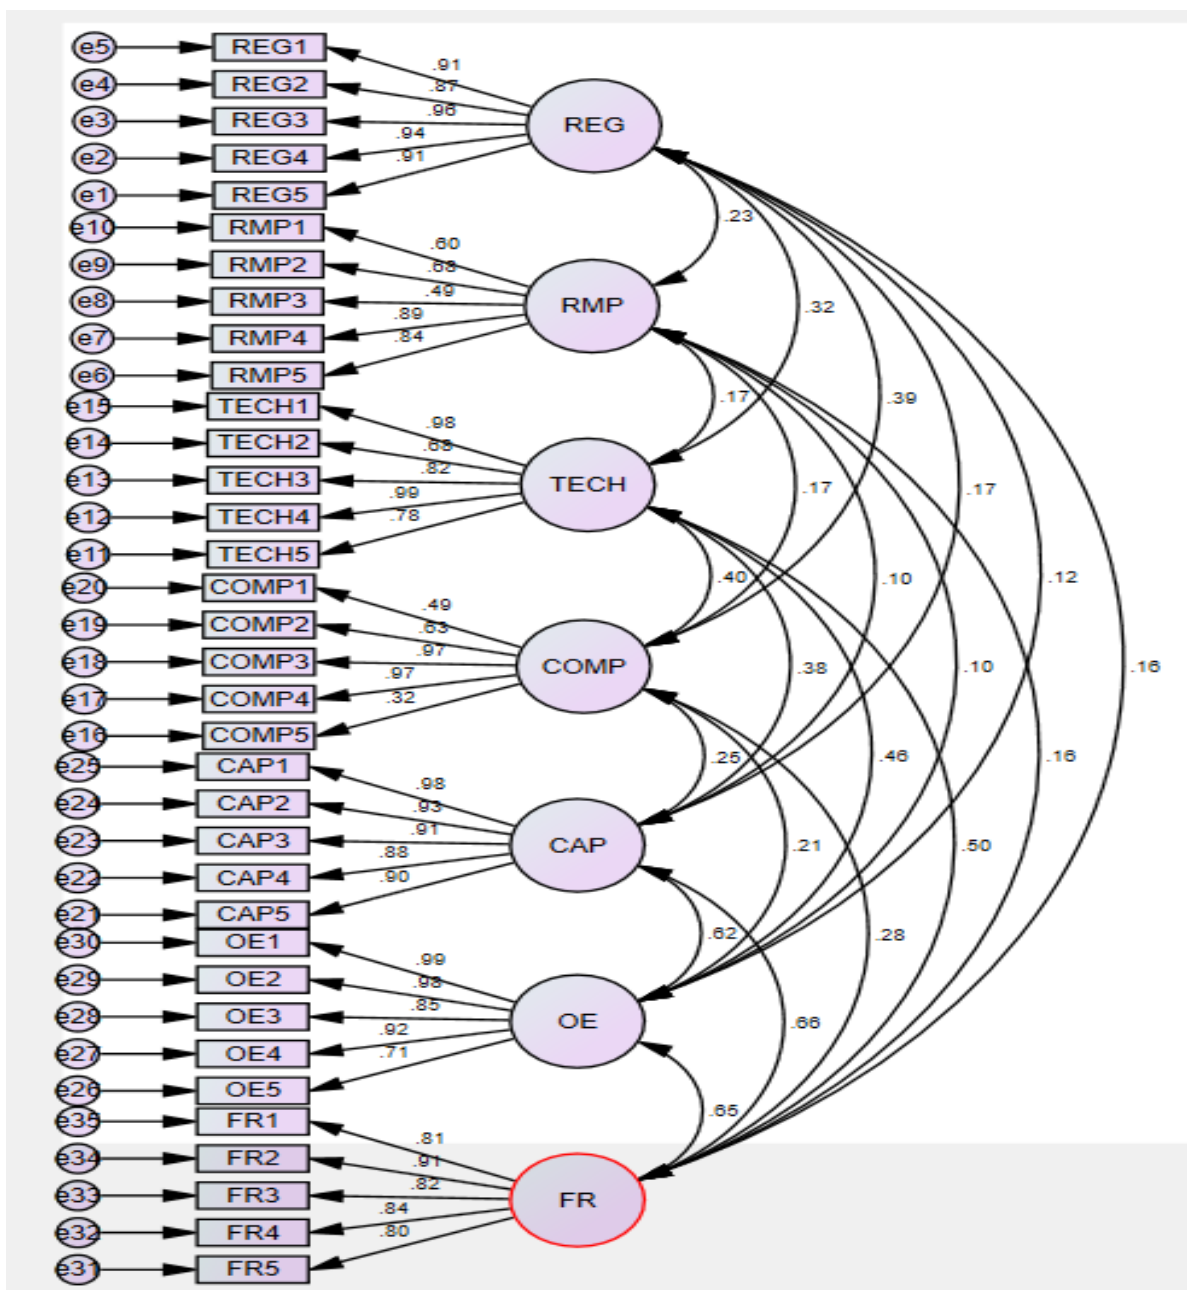 e5 REG1
.91
e4 REG2
.87
e3 REG3
.96
REG
e2 REG4
.94
e1 REG5
.91
.23
e10 RMP1
.60
e9 RMP2
.68
e8 RMP3
.49
RMP
.32
e7 RMP4
.89
e6 RMP5
.84
.17
.39
e15 TECH1
.98
e14 TECH2
.68
e13 TECH3
.82
TECH
.17
.17
e12 TECH4
.99
e11 TECH5
.78
.40
.10
.12
e20 COMP1
.49
e19 COMP2
.63
e18 COMP3
.97
COMP
.38
.10
.16
e17 COMP4
.97
e16 COMP5
.32
.25
.46
.16
e25 CAP1
.98
e24 CAP2
.93
e23 CAP3
.91
CAP
.21
.50
e22 CAP4
.88
e21 CAP5
.90
.62
.28
e30 OE1
.99
e29 OE2
.98
e28 OE3
.85
OE
.66
e27 OE4
.92
e26 OE5
.71
.65
e35 FR1
.81
e34 FR2
.91
e33 FR3
.82
FR
e32 FR4
.84
e31 FR5
.80